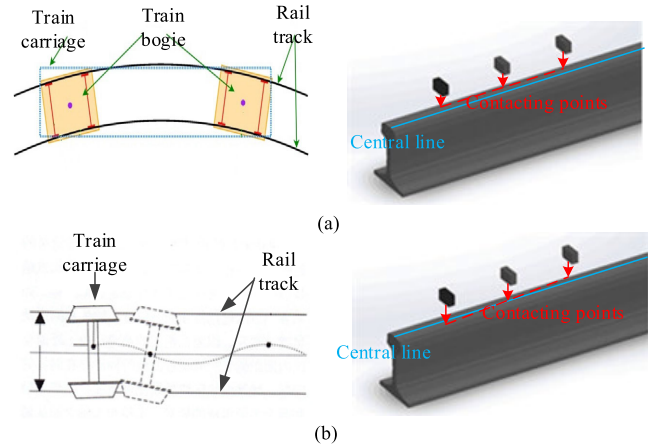 Train
carriage
Train
bogie
Rail
track
Contacting points
Central line
(a)
Train
carriage
Rail
track
Contacting points
Central line
(b)